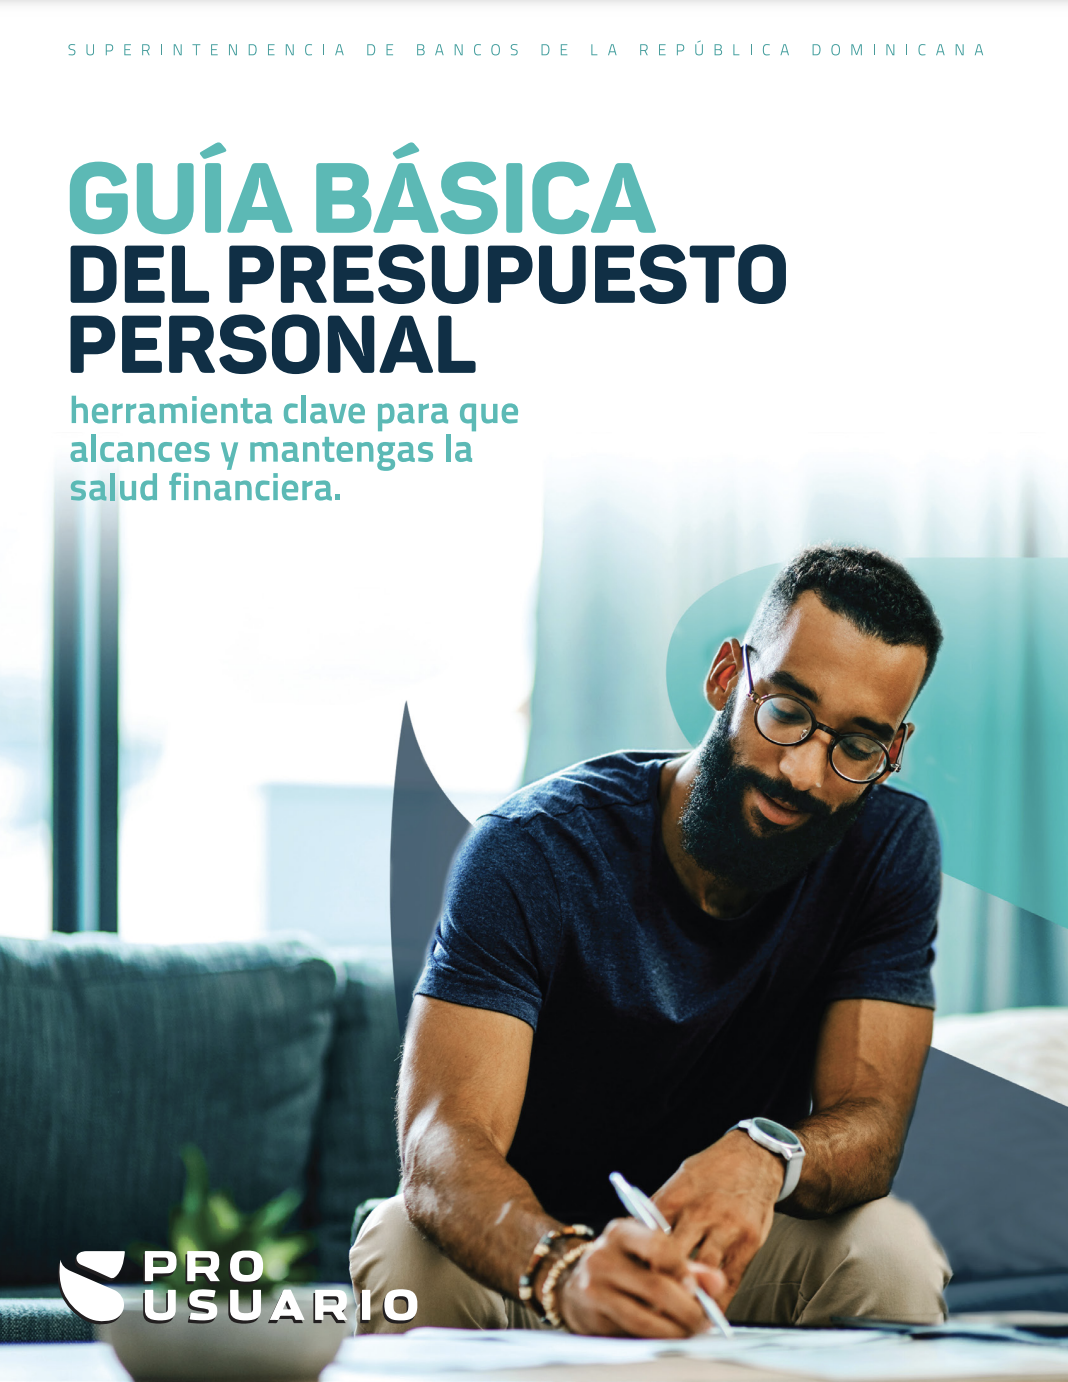 SUPERINTENDENCIA DE BANCOS DE LA REPÚBLICA DOMINICANA
GUÍA BÁSICA
DEL PRESUPUESTO
PERSONAL
herramienta clave para que
alcances y mantengas la
salud financiera.
PRO
USUARIO